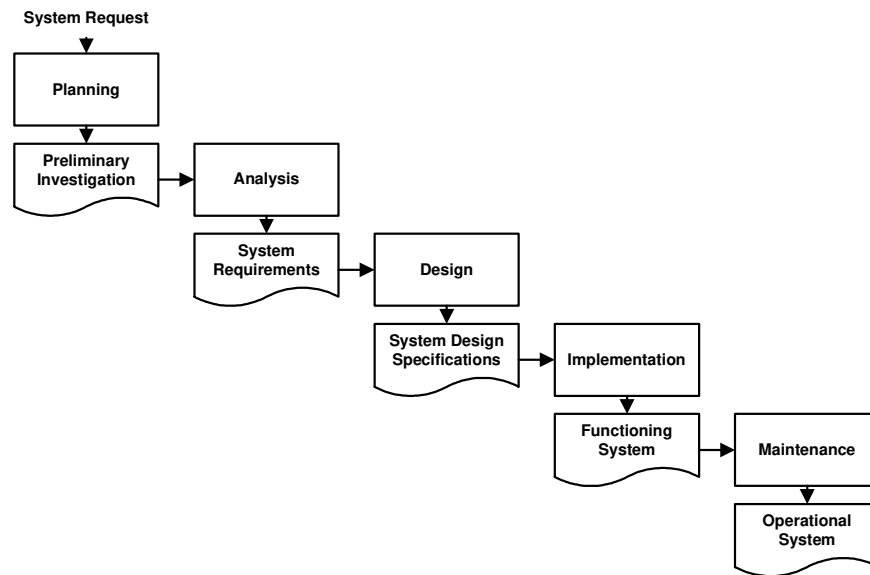 System Request
Planning
Preliminary
Investigation
Analysis
System
Requirements
Design
System Design
Specifications
Implementation
Functioning
System
Maintenance
Operational
System